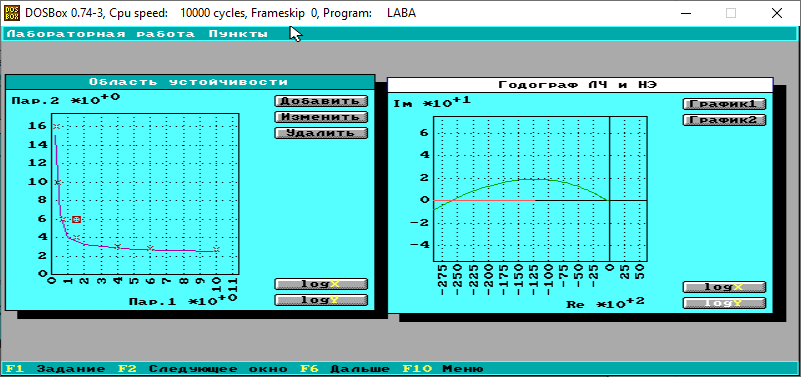 DOSBox 0.74-3, Cpu speed: 10000 cycles, Frameskip 0, Program: LABA
Лабораторная работа Пункты
Область устойчивости
Пар.2 *10+0
Добавить
Изменить
Удалить
16
14
12
10
8
6
4
2
0
0 1 2 3 4 5 6 7 8 9 10 11
Пар.1 *10+0
logX
logY
Годограф ЛЧ и НЭ
Im *10+1
График1
График2
6
4
2
0
-2
-4
-275 -250 -225 -200 -175 -150 -125 -100 -75 -50 -25 0 25 50
Re *10+2
logX
logY
F1 Задание F2 Следующее окно F6 Дальше F10 Меню